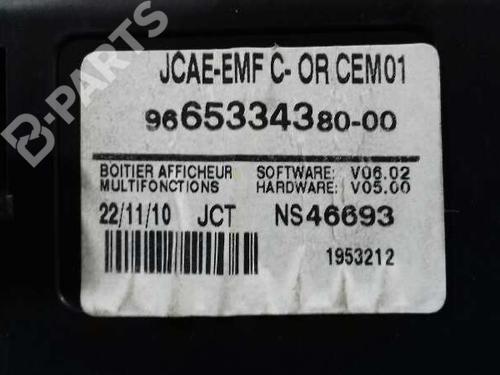 JCAE-EMF C- OR CEM01
9665334380-00
BOITIER AFFICHEUR SOFTWARE: V06.02
MULTIFONCTIONS HARDWARE: V05.00
22/11/10 JCT NS46693
1953212
B-PARTS
B-PARTS